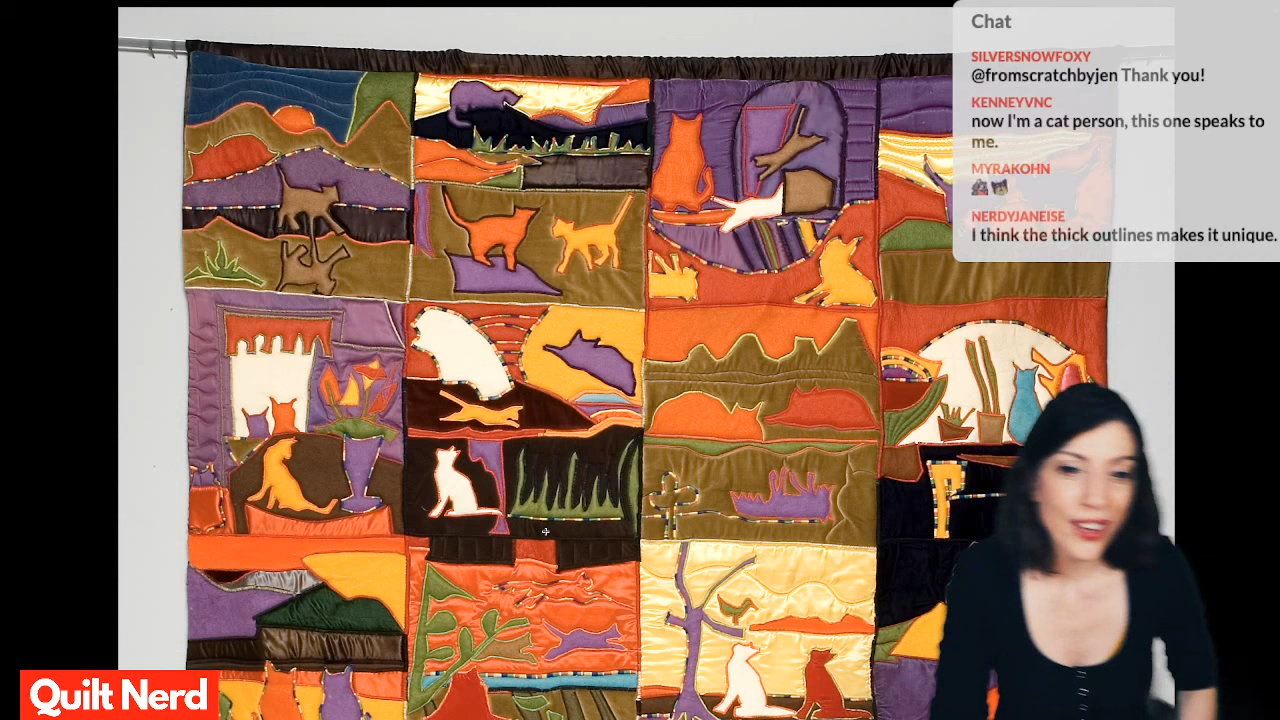 Chat
SILVERSNOWFOXY
@fromscratchbyjen Thank you!
KENNEYVNC
now I'm a cat person, this one speaks to
me.
MYRAKOHN
NERDYJANEISE
I think the thick outlines makes it unique.
Quilt Nerd